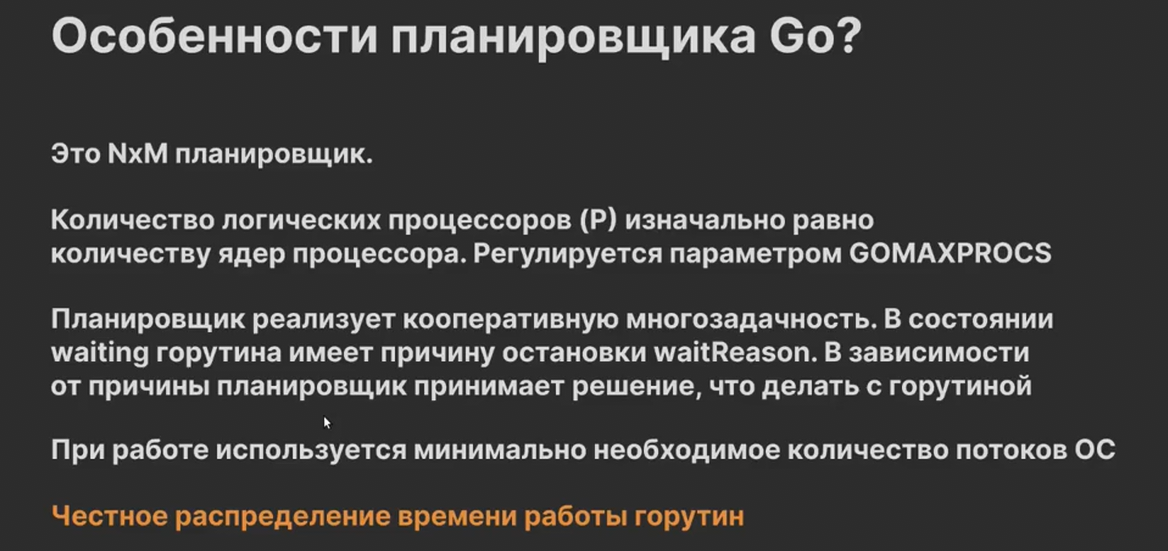 Особенности планировщика Go?
Это NxM планировщик.
Количество логических процессоров (P) изначально равно
количеству ядер процессора. Регулируется параметром GOMAXPROCS
Планировщик реализует кооперативную многозадачность. В состоянии
waiting горутина имеет причину остановки waitReason. В зависимости
от причины планировщик принимает решение, что делать с горутиной
При работе используется минимально необходимое количество потоков ОС
Честное распределение времени работы горутин